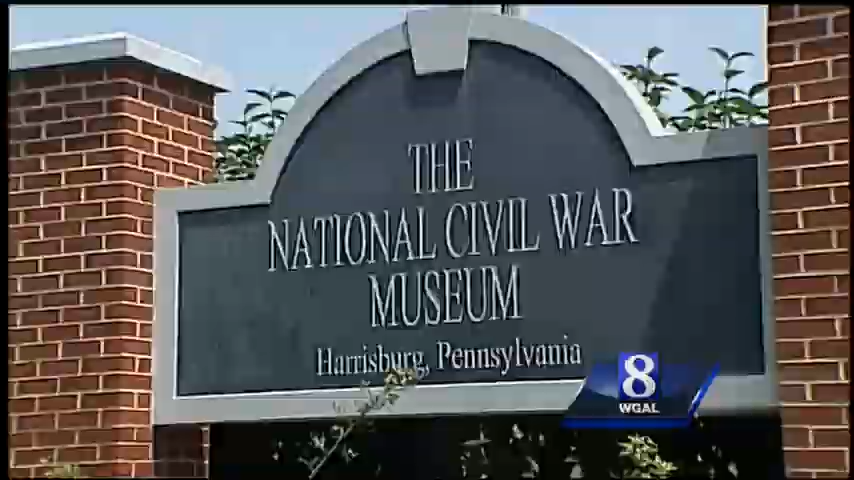 THE
NATIONAL CIVIL WAR
MUSEUM
Harrisburg, Pennsylvania
8
WGAL